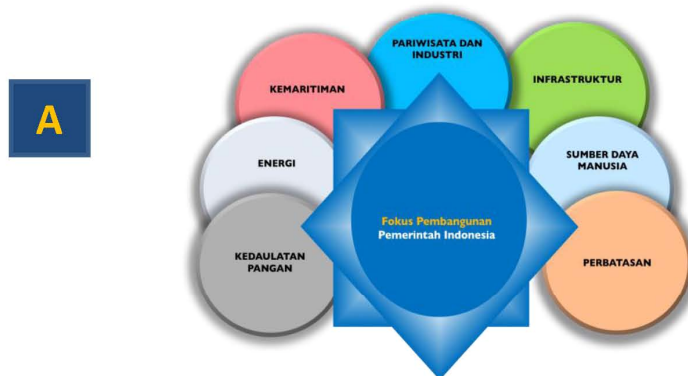 A
PARIWISATA DAN
INDUSTRI
KEMARITIMAN
INFRASTRUKTUR
ENERGI
SUMBER DAYA
MANUSIA
Fokus Pembangunan
Pemerintah Indonesia
KEDAULATAN
PANGAN
PERBATASAN